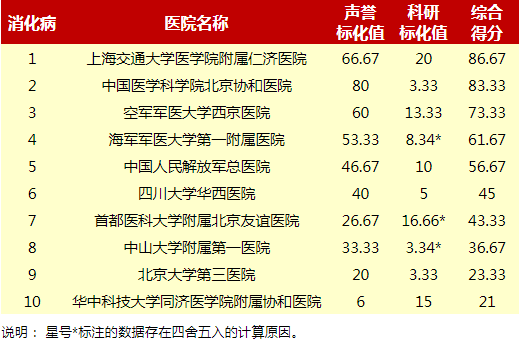 消化病 医院名称 声誉标化值 科研标化值 综合得分
1 上海交通大学医学院附属仁济医院 66.67 20 86.67
2 中国医学科学院北京协和医院 80 3.33 83.33
3 空军军医大学西京医院 60 13.33 73.33
4 海军军医大学第一附属医院 53.33 8.34* 61.67
5 中国人民解放军总医院 46.67 10 56.67
6 四川大学华西医院 40 5 45
7 首都医科大学附属北京友谊医院 26.67 16.66* 43.33
8 中山大学附属第一医院 33.33 3.34* 36.67
9 北京大学第三医院 20 3.33 23.33
10 华中科技大学同济医学院附属协和医院 6 15 21
说明： 星号*标注的数据存在四舍五入的计算原因。